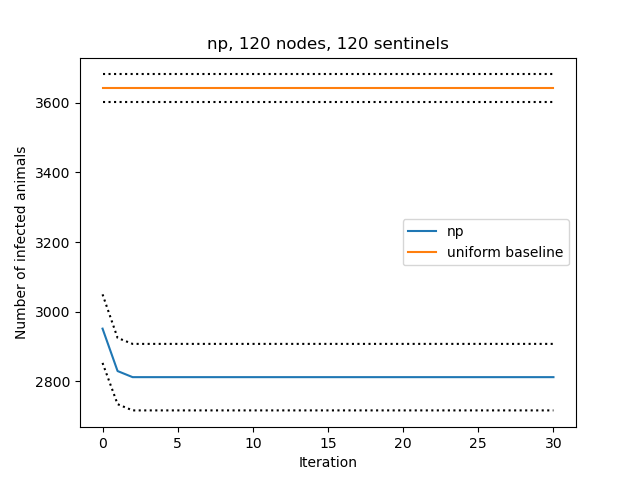 np, 120 nodes, 120 sentinels
Number of infected animals
3600
3400
3200
3000
2800
np
uniform baseline
0
5
10
15
20
25
30
Iteration